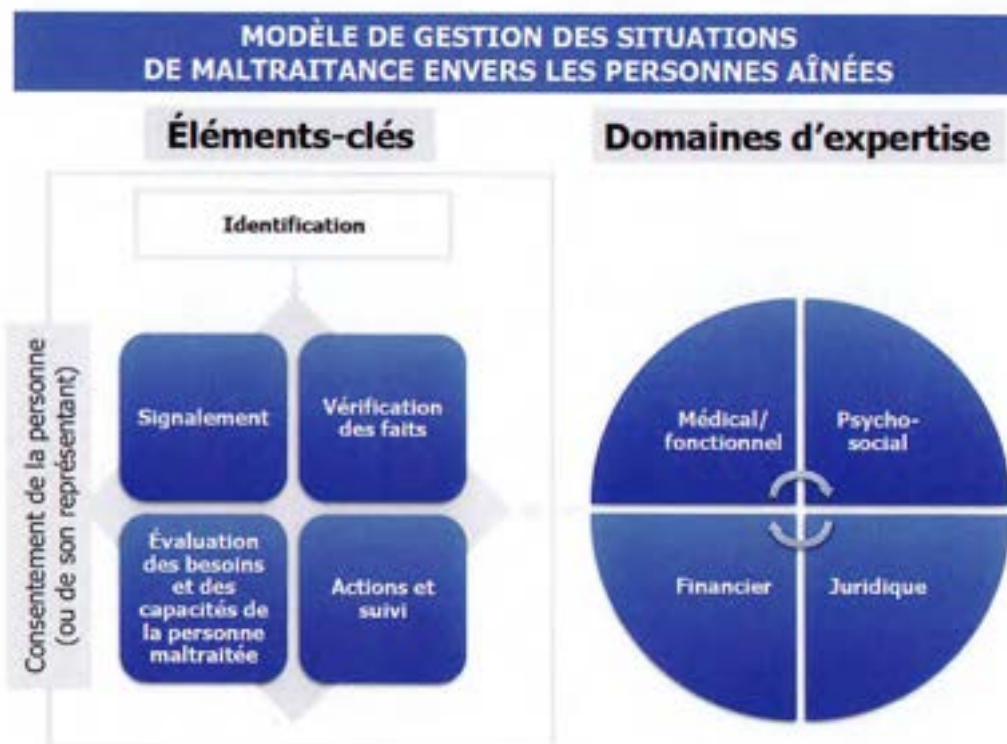 MODÈLE DE GESTION DES SITUATIONS
DE MALTRAITANCE ENVERS LES PERSONNES AÎNÉES
Éléments-clés
Domaines d'expertise
Identification
Consentement de la personne
(ou de son représentant)
Signalement
Vérification
des faits
Évaluation
des besoins
et des
capacités de
la personne
maltraitée
Actions et
suivi
Médical/
fonctionnel
Psycho-
social
Financier
Juridique